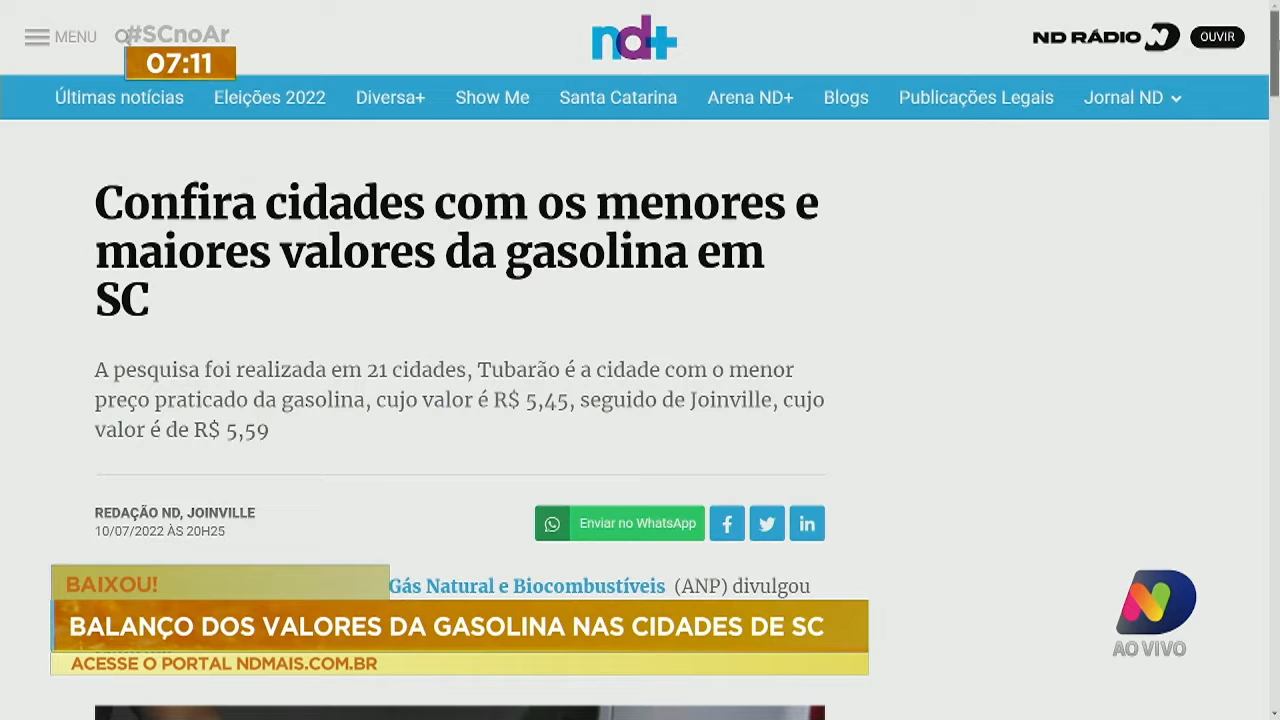 MENU
#SCnoAr
07:11
nd+
ND RÁDIO N
OUVIR
Últimas notícias Eleições 2022 Diversa+ Show Me Santa Catarina Arena ND+ Blogs Publicações Legais Jornal ND
Confira cidades com os menores e
maiores valores da gasolina em
SC
A pesquisa foi realizada em 21 cidades, Tubarão é a cidade com o menor
preço praticado da gasolina, cujo valor é R$ 5,45, seguido de Joinville, cujo
valor é de R$ 5,59
REDAÇÃO ND, JOINVILLE
10/07/2022 ÀS 20H25
Enviar no WhatsApp
BAIXOU!
Gás Natural e Biocombustíveis (ANP) divulgou
BALANÇO DOS VALORES DA GASOLINA NAS CIDADES DE SC
ACESSE O PORTAL NDMAIS.COM.BR
AO VIVO